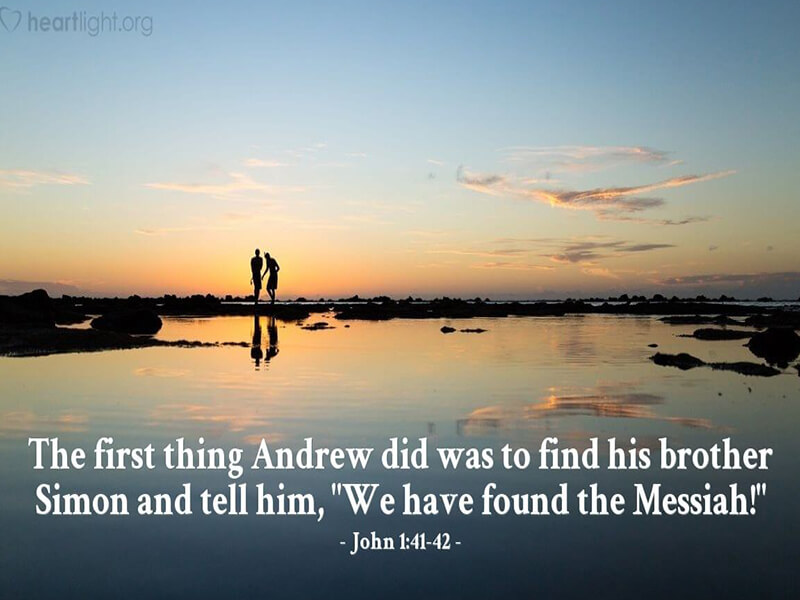 heartlight.org
The first thing Andrew did was to find his brother
Simon and tell him, "We have found the Messiah!"
- John 1:41-42 -